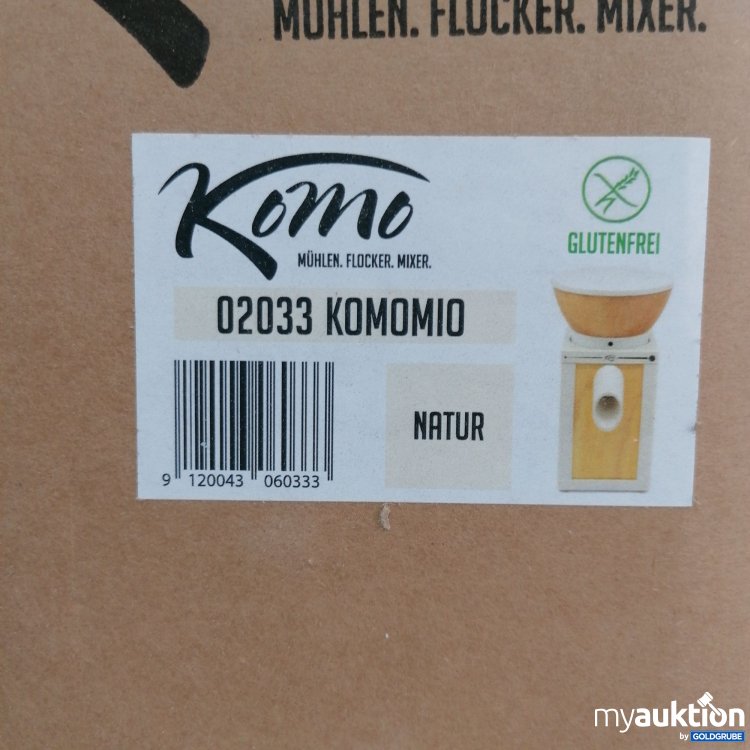 MÜHLEN. FLOCKER. MIXER.
Komo
MÜHLEN. FLOCKER. MIXER.
GLUTENFREI
02033 KOMOMIO
NATUR
9 120043 060333
myauktion
by GOLDGRUBE